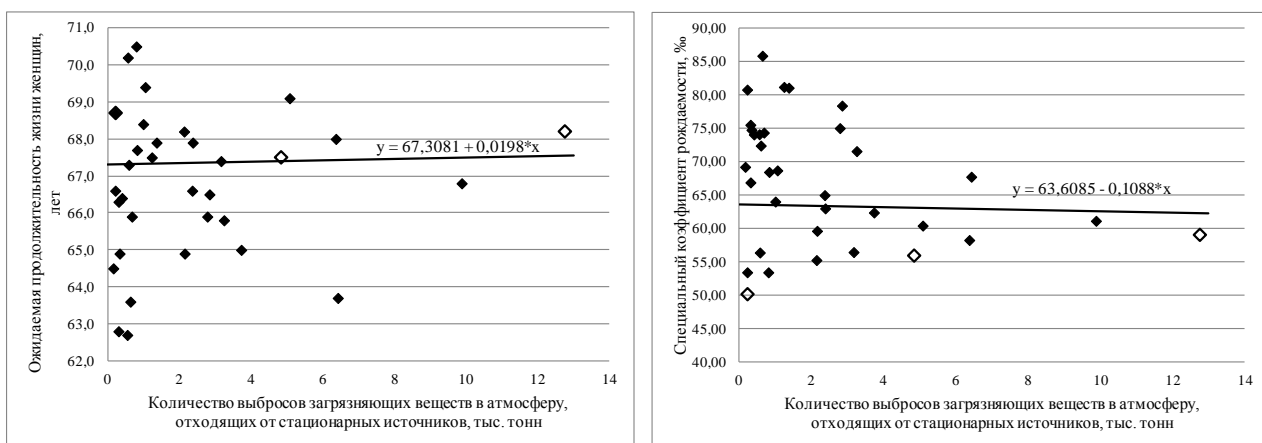 Ожидаемая продолжительность жизни женщин,
лет
71,0
70,0
69,0
68,0
67,0
66,0
65,0
64,0
63,0
62,0
y = 67,3081 + 0,0198*x
0 2 4 6 8 10 12 14
Количество выбросов загрязняющих веществ в атмосферу,
отходящих от стационарных источников, тыс. тонн
Специальный коэффициент рождаемости, ‰
90,00
85,00
80,00
75,00
70,00
65,00
60,00
55,00
50,00
45,00
40,00
y = 63,6085 - 0,1088*x
0 2 4 6 8 10 12 14
Количество выбросов загрязняющих веществ в атмосферу,
отходящих от стационарных источников, тыс. тонн